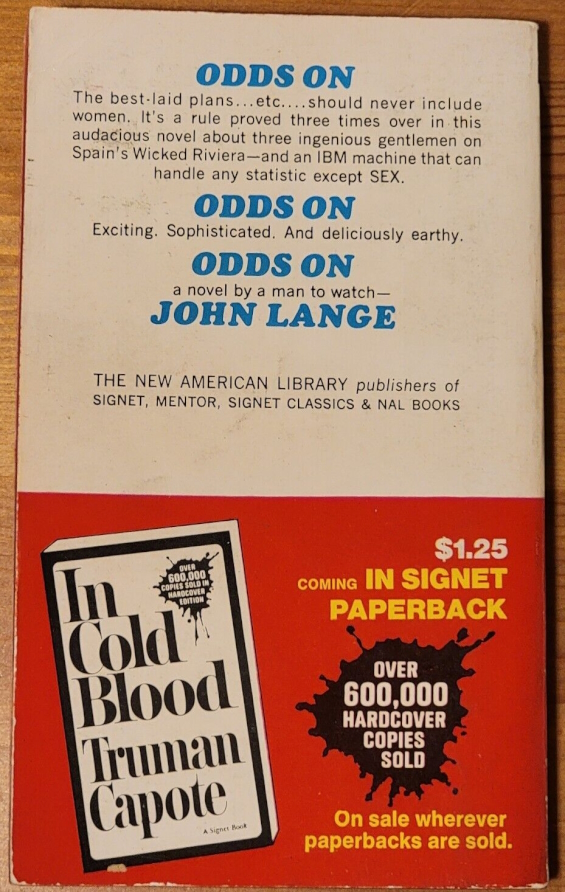 ODDS ON
The best-laid plans...etc....should never include
women. It's a rule proved three times over in this
audacious novel about three ingenious gentlemen on
Spain's Wicked Riviera—and an IBM machine that can
handle any statistic except SEX.
ODDS ON
Exciting. Sophisticated. And deliciously earthy.
ODDS ON
a novel by a man to watch—
JOHN LANGE
THE NEW AMERICAN LIBRARY publishers of
SIGNET, MENTOR, SIGNET CLASSICS & NAL BOOKS
In
Cold
Blood
Truman
Capote
A Signet Book
OVER
600,000
COPIES SOLD IN
HARDCOVER
EDITION
$1.25
COMING IN SIGNET
PAPERBACK
OVER
600,000
HARDCOVER
COPIES
SOLD
On sale wherever
paperbacks are sold.